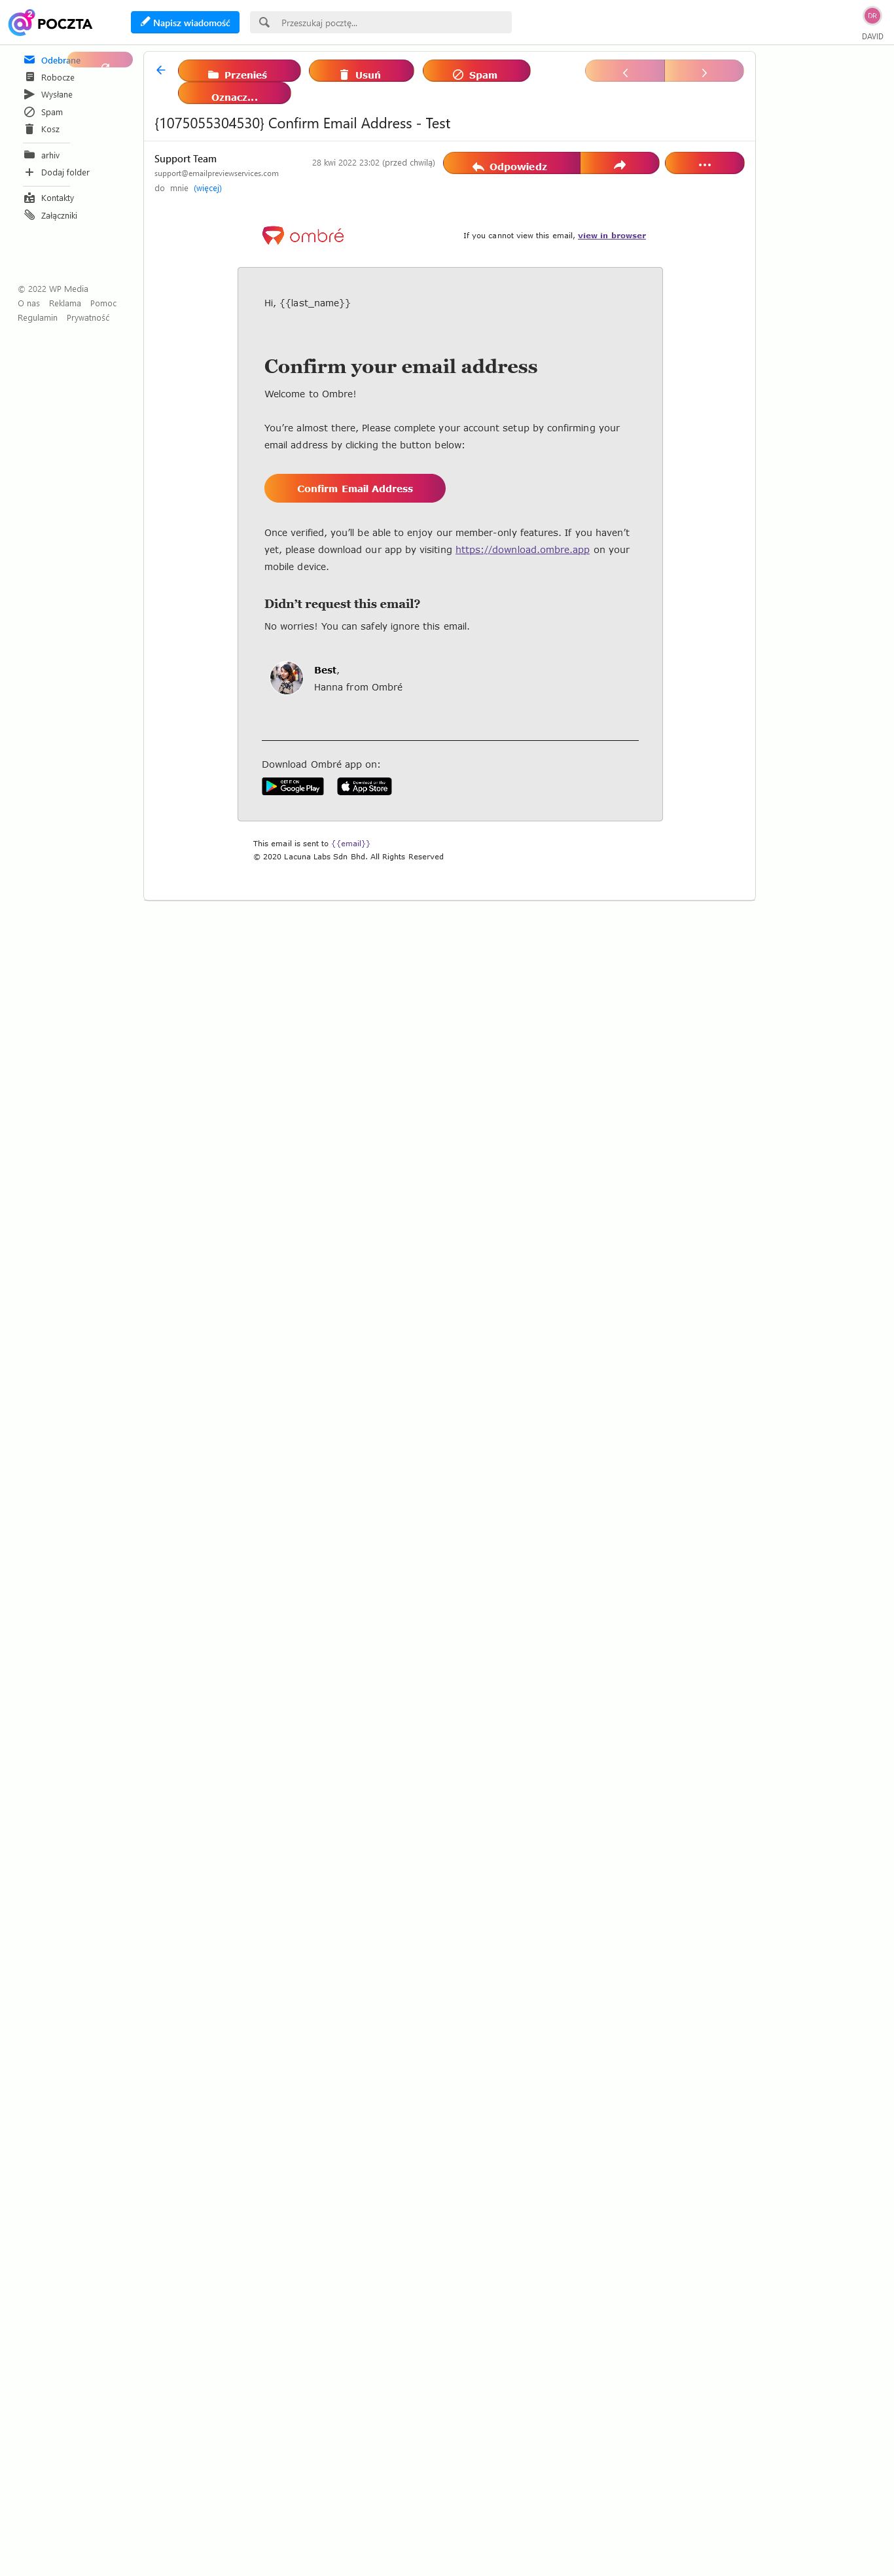 @2 POCZTA
Napisz wiadomość
Przeszukaj pocztę...
DR
DAVID
Odebrane
Robocze
Wysłane
Spam
Kosz
arhiv
Dodaj folder
Kontakty
Załączniki
© 2022 WP Media
O nas Reklama Pomoc
Regulamin Prywatność
Przenieś Usuń Spam
Oznacz...
{1075055304530} Confirm Email Address - Test
Support Team
support@emailpreviewservices.com
do mnie (więcej)
28 kwi 2022 23:02 (przed chwilą)
Odpowiedz
ombré
If you cannot view this email, view in browser
Hi, {{last_name}}
Confirm your email address
Welcome to Ombre!
You’re almost there, Please complete your account setup by confirming your
email address by clicking the button below:
Confirm Email Address
Once verified, you’ll be able to enjoy our member-only features. If you haven’t
yet, please download our app by visiting https://download.ombre.app on your
mobile device.
Didn’t request this email?
No worries! You can safely ignore this email.
Best,
Hanna from Ombré
Download Ombré app on:
GET IT ON
Google Play
Download on the
App Store
This email is sent to {{email}}
© 2020 Lacuna Labs Sdn Bhd. All Rights Reserved